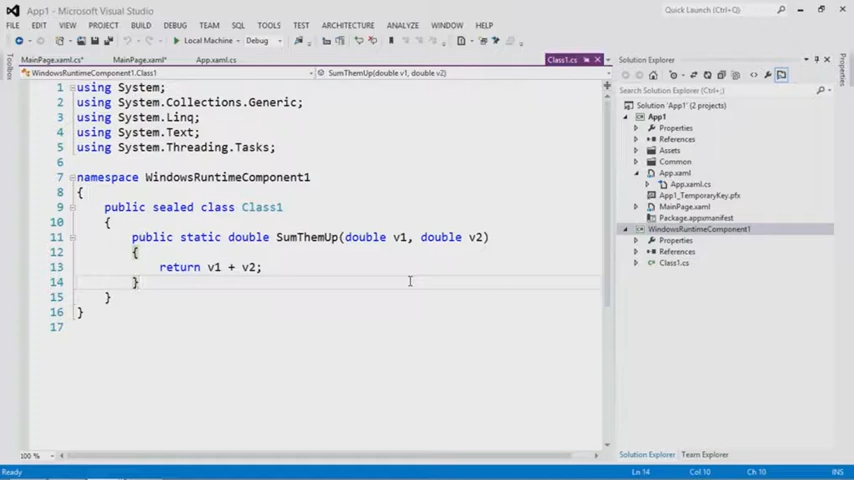 App1 - Microsoft Visual Studio
Quick Launch (Ctrl+Q)
FILE EDIT VIEW PROJECT BUILD DEBUG TEAM SQL TOOLS TEST ARCHITECTURE ANALYZE WINDOW HELP
Local Machine Debug
MainPage.xaml.cs* MainPage.xaml* App.xaml.cs Class1.cs
WindowsRuntimeComponent1.Class1 SumThemUp(double v1, double v2)
1 using System;
2 using System.Collections.Generic;
3 using System.Linq;
4 using System.Text;
5 using System.Threading.Tasks;
6
7 namespace WindowsRuntimeComponent1
8 {
9 public sealed class Class1
10 {
11 public static double SumThemUp(double v1, double v2)
12 {
13 return v1 + v2;
14 }
15 }
16 }
17
100 %
Toolbox
Solution Explorer
Search Solution Explorer (Ctrl+;)
Solution 'App1' (2 projects)
App1
Properties
References
Assets
Common
App.xaml
App.xaml.cs
App1_TemporaryKey.pfx
MainPage.xaml
Package.appxmanifest
WindowsRuntimeComponent1
Properties
References
Class1.cs
Solution Explorer Team Explorer
Properties
Ready Ln 14 Col 10 Ch 10 INS